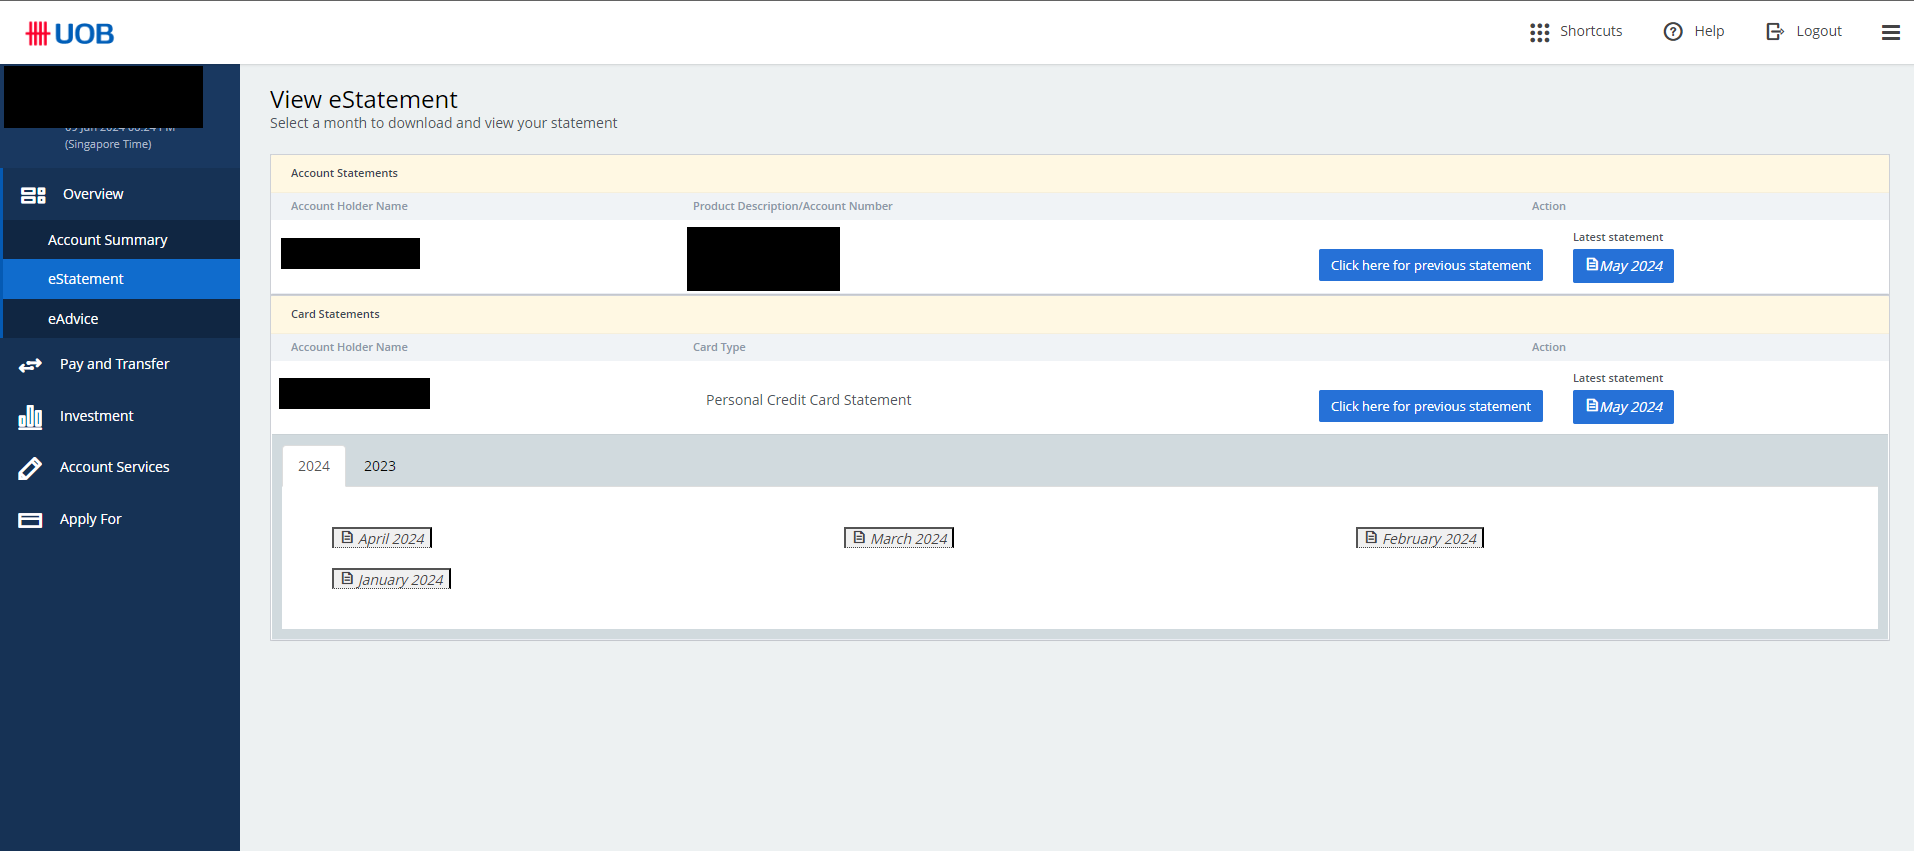 UOB
Shortcuts
Help
Logout
(Singapore Time)
Overview
Account Summary
eStatement
eAdvice
Pay and Transfer
Investment
Account Services
Apply For
View eStatement
Select a month to download and view your statement
Account Statements
Account Holder Name Product Description/Account Number Action
Latest statement
Click here for previous statement May 2024
Card Statements
Account Holder Name Card Type Action
Latest statement
Personal Credit Card Statement Click here for previous statement May 2024
2024 2023
April 2024 March 2024 February 2024
January 2024